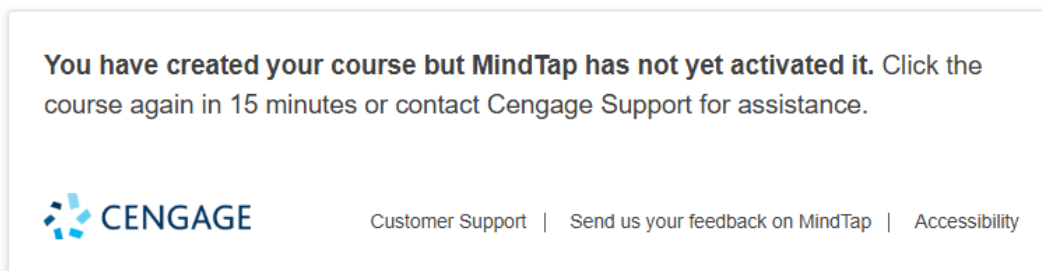 You have created your course but MindTap has not yet activated it. Click the
course again in 15 minutes or contact Cengage Support for assistance.
CENGAGE
Customer Support | Send us your feedback on MindTap | Accessibility